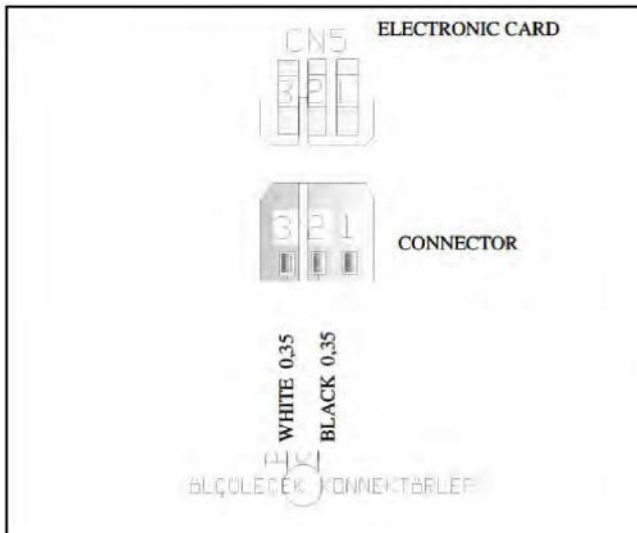 ELECTRONIC CARD
CN5
3 2 1
3 2 1
CONNECTOR
WHITE 0,35
BLACK 0,35
ÖLÇÜLECEK KONNEKTÖRLER